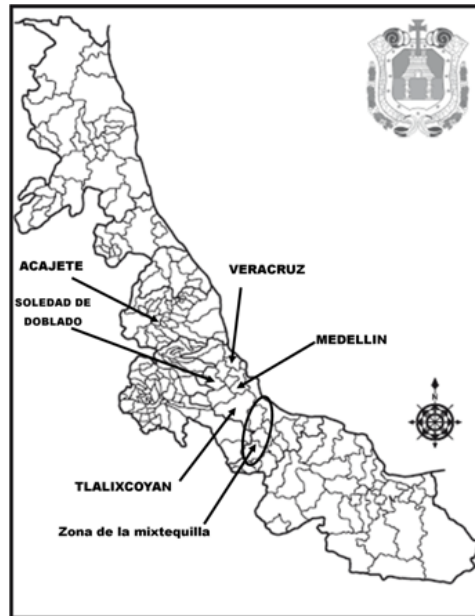 ACAJETE
VERACRUZ
SOLEDAD DE
DOBLADO
MEDELLIN
N
TLALIXCOYAN
Zona de la mixtequilla